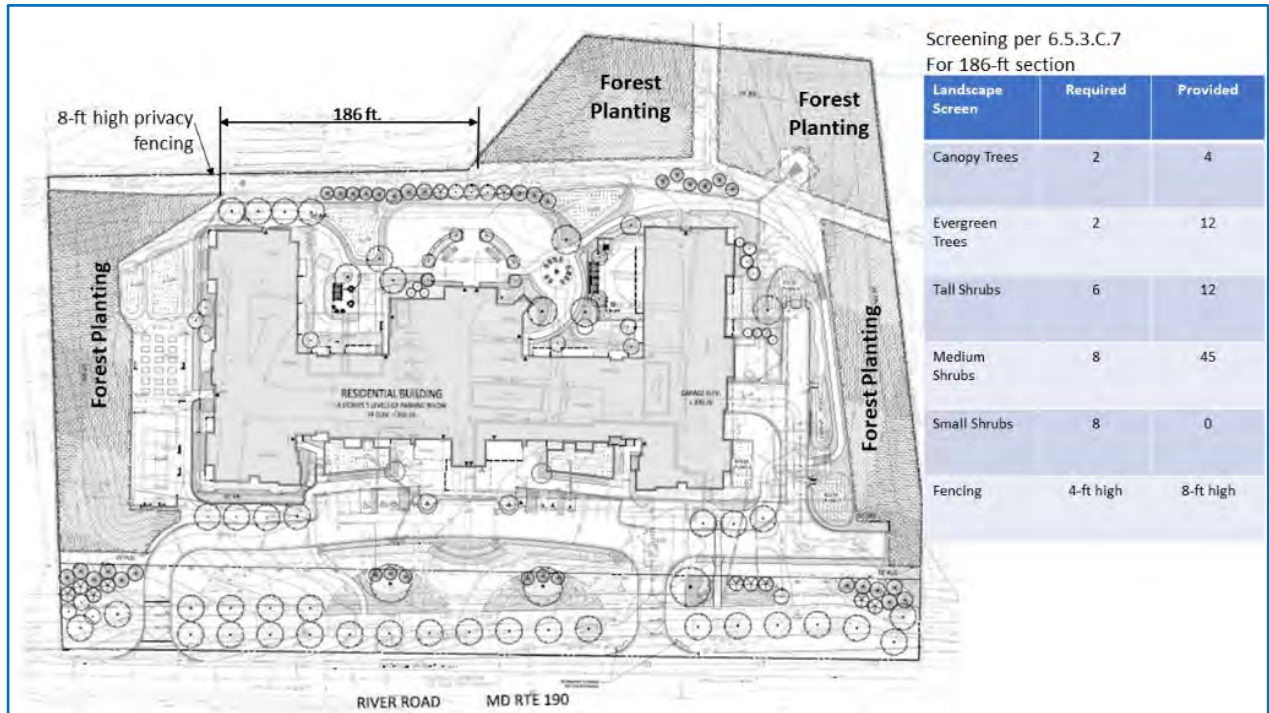 Screening per 6.5.3.C.7
For 186-ft section
Landscape Screen Required Provided
Canopy Trees 2 4
Evergreen Trees 2 12
Tall Shrubs 6 12
Medium Shrubs 8 45
Small Shrubs 8 0
Fencing 4-ft high 8-ft high
8-ft high privacy
fencing
186 ft.
Forest
Planting
Forest
Planting
Forest Planting
Forest Planting
RESIDENTIAL BUILDING
RIVER ROAD MD RTE 190